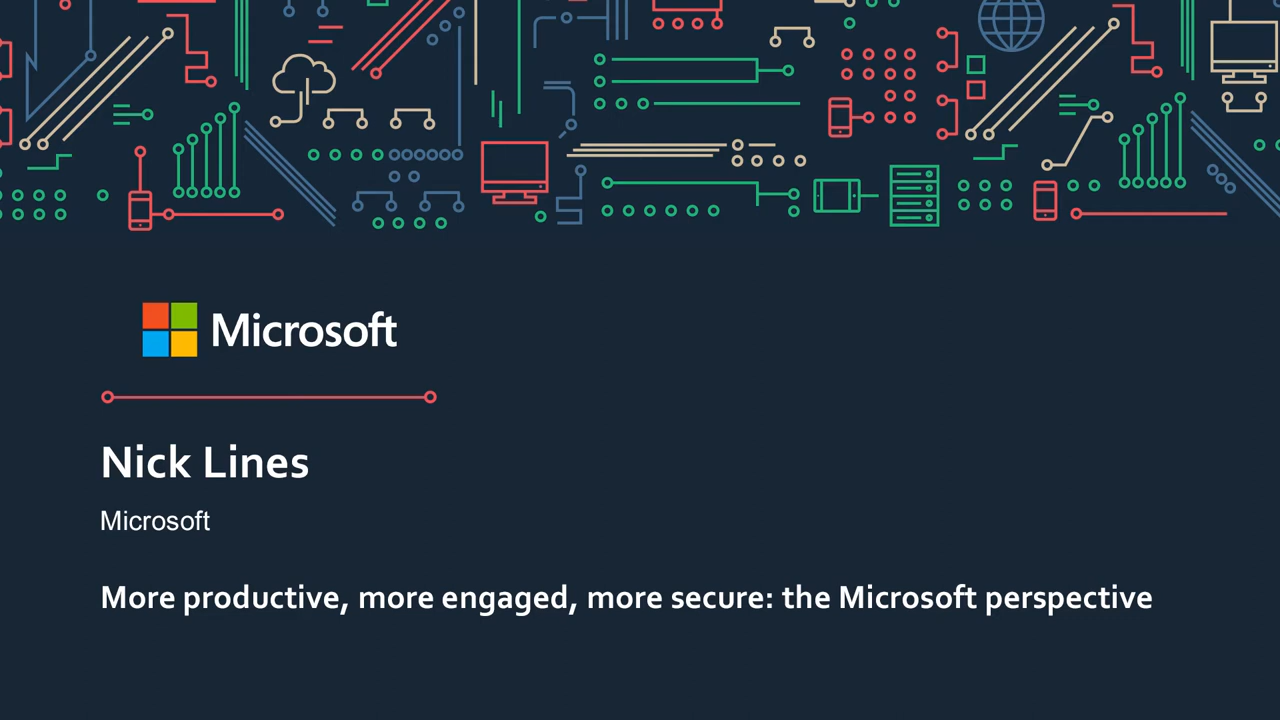 Microsoft
Nick Lines
Microsoft
More productive, more engaged, more secure: the Microsoft perspective